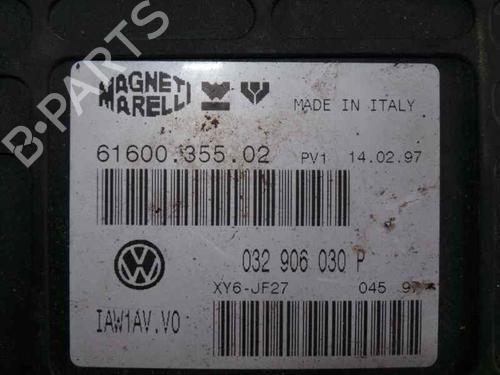 MAGNETI MARELLI
MADE IN ITALY
61600.355.02 PV1 14.02.97
032 906 030 P
XY6-JF27 045 97
IAW1AV.V0
B-PARTS